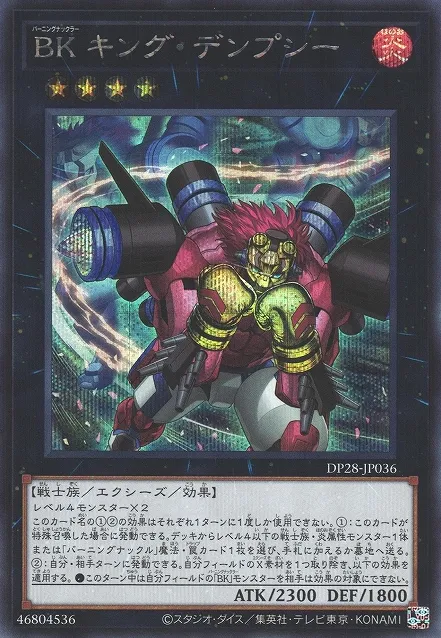 バーニングナックラー
BK キング・デンプシー
ほのお
炎
DP28-JP036
【戦士族／エクシーズ／効果】
レベル4モンスター×2
このカード名の①②の効果はそれぞれ1ターンに1度しか使用できない。①：このカードが
特殊召喚した場合に発動できる。デッキからレベル4以下の戦士族・炎属性モンスター1体
または「バーニングナックル」魔法・罠カード1枚を選び、手札に加えるか墓地へ送る。
②：自分・相手ターンに発動できる。自分フィールドのX素材を1つ取り除き、以下の効果を
適用する。●このターン中は自分フィールドの「BK」モンスターを相手は効果の対象にできない。
ATK/2300 DEF/1800
46804536
©スタジオ・ダイス／集英社・テレビ東京・KONAMI